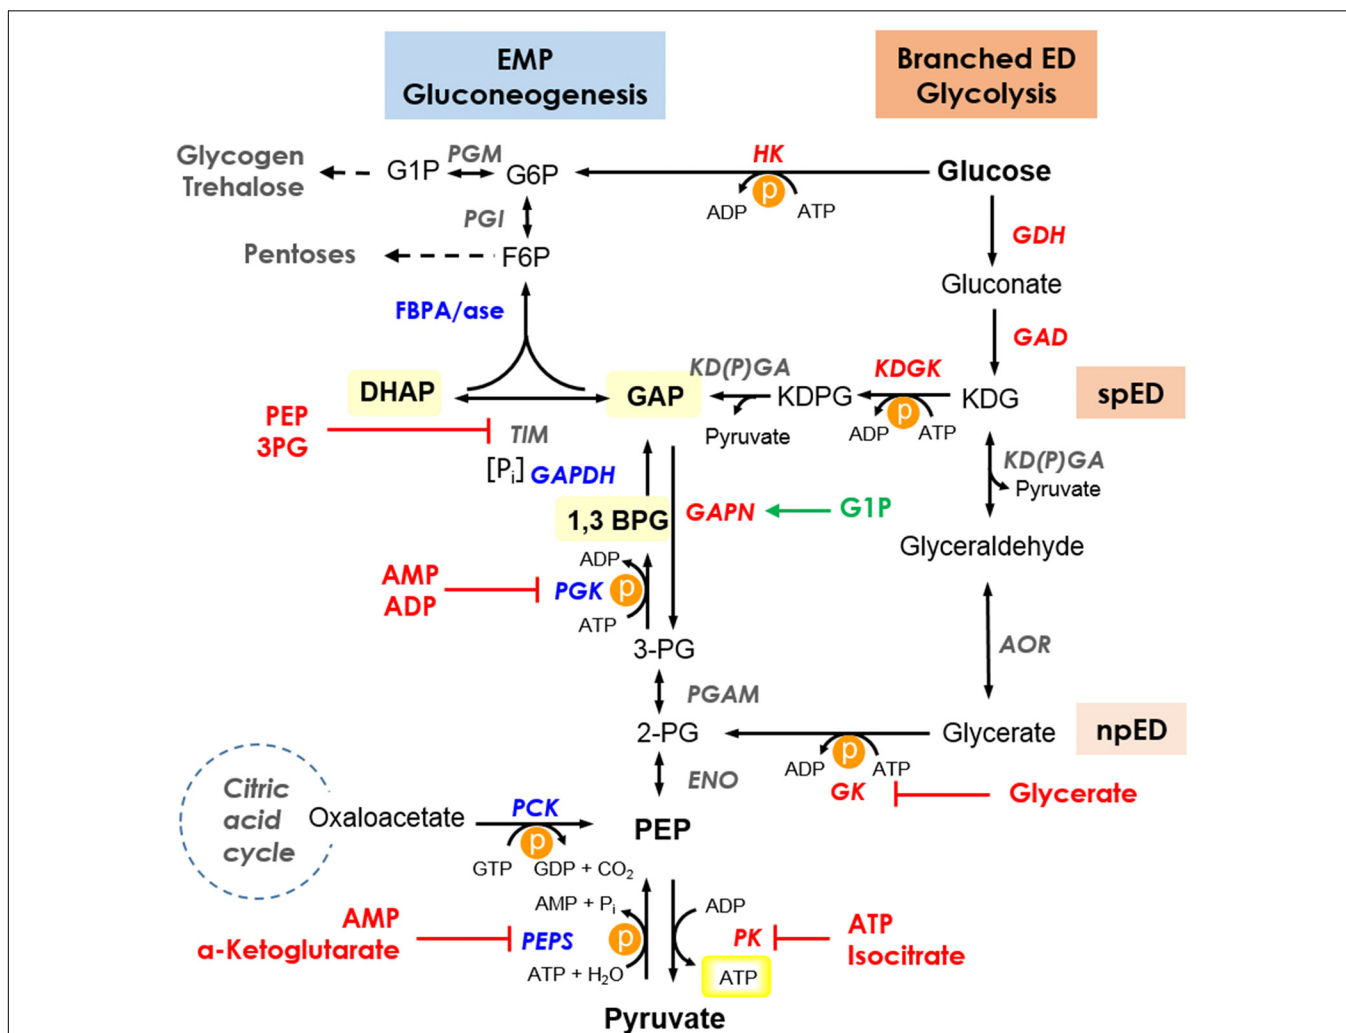 EMP
Gluconeogenesis
Branched ED
Glycolysis
Glycogen
Trehalose
G1P
PGM
G6P
HK
p
ADP
ATP
Glucose
PGI
GDH
Pentoses
F6P
Gluconate
FBPA/ase
GAD
DHAP
GAP
KD(P)GA
Pyruvate
KDPG
KDGK
p
ADP
ATP
KDG
spED
PEP
3PG
TIM
[Pi]
GAPDH
KD(P)GA
Pyruvate
1,3 BPG
GAPN
G1P
Glyceraldehyde
AMP
ADP
ADP
PGK
p
ATP
3-PG
AOR
PGAM
2-PG
p
ADP
ATP
GK
Glycerate
npED
Glycerate
ENO
Citric
acid
cycle
Oxaloacetate
PCK
p
GTP
GDP + CO2
PEP
AMP
α-Ketoglutarate
AMP + Pi
PEPS
p
ATP + H2O
ADP
PK
ATP
ATP
Isocitrate
Pyruvate